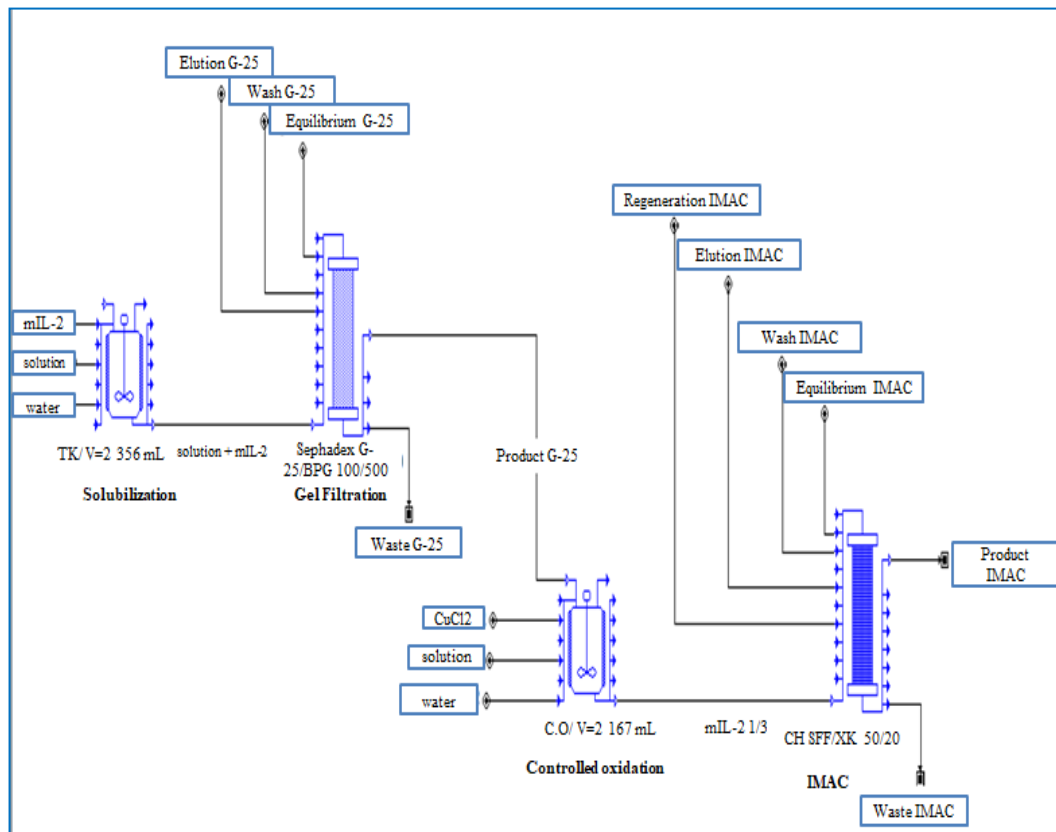 Elution G-25
Wash G-25
Equilibrium G-25
Regeneration IMAC
Elution IMAC
Wash IMAC
Equilibrium IMAC
mIL-2
solution
water
TK/ V=2 356 mL
solution + mIL-2
Solubilization
Sephadex G-
25/BPG 100/500
Gel Filtration
Product G-25
Waste G-25
Product
IMAC
CuCl2
solution
water
C.O/ V=2 167 mL
Controlled oxidation
mIL-2 1/3
CH SFF/XK 50/20
IMAC
Waste IMAC